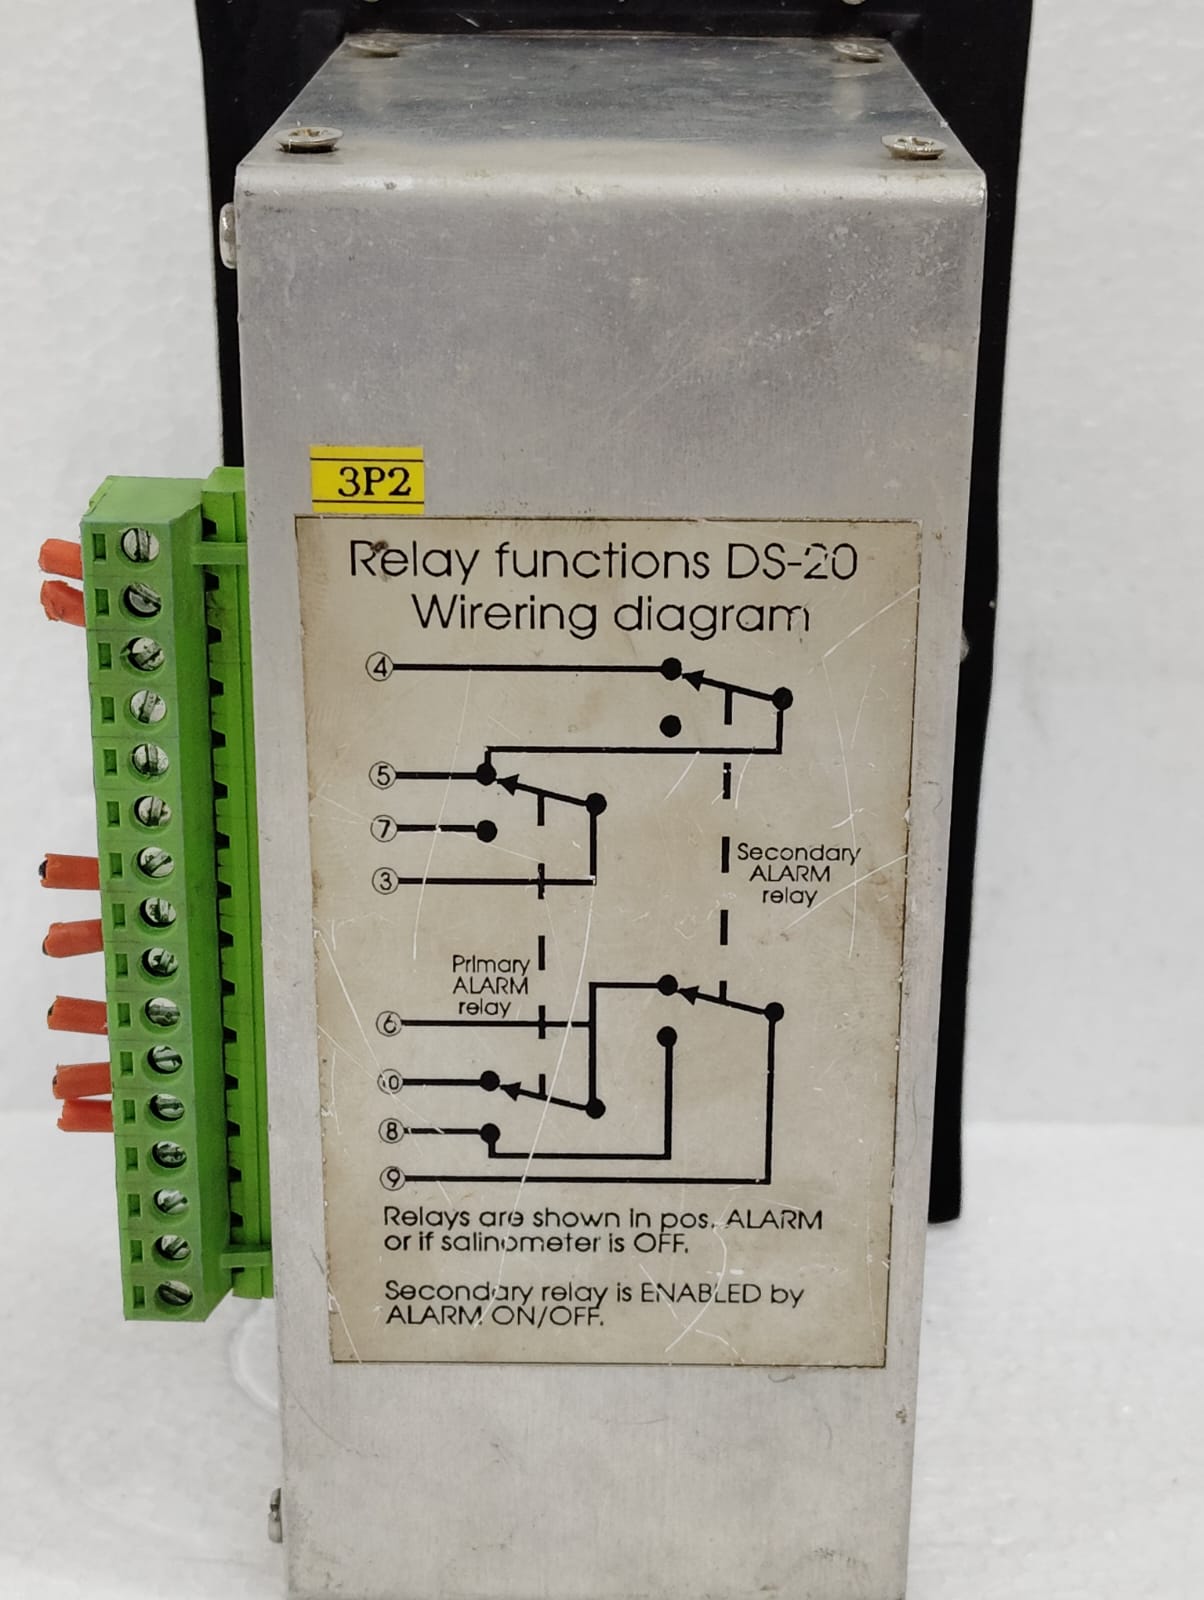 3P2
Relay functions DS-20
Wirering diagram
4
5
7
3
Secondary
ALARM
relay
Primary
ALARM
relay
6
10
8
9
Relays are shown in pos. ALARM
or if salinometer is OFF.
Secondary relay is ENABLED by
ALARM ON/OFF.